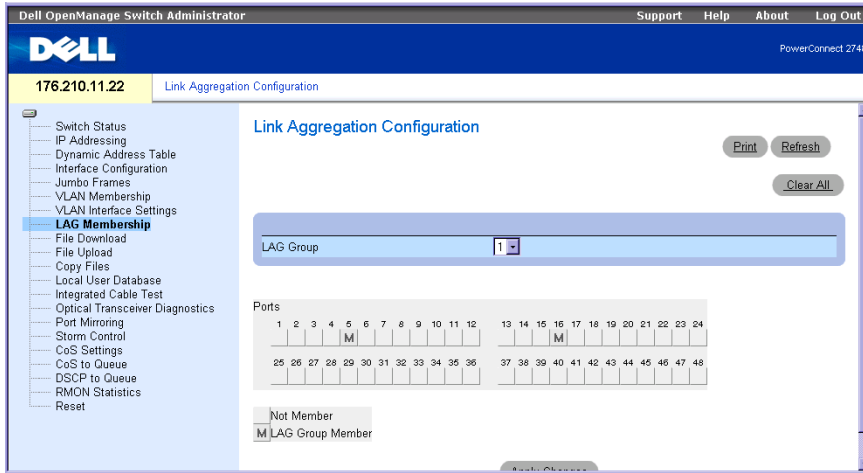 Dell OpenManage Switch Administrator
Support Help About Log Out
DELL
PowerConnect 2748
176.210.11.22
Link Aggregation Configuration
Switch Status
IP Addressing
Dynamic Address Table
Interface Configuration
Jumbo Frames
VLAN Membership
VLAN Interface Settings
LAG Membership
File Download
File Upload
Copy Files
Local User Database
Integrated Cable Test
Optical Transceiver Diagnostics
Port Mirroring
Storm Control
CoS Settings
CoS to Queue
DSCP to Queue
RMON Statistics
Reset
Link Aggregation Configuration
Print Refresh
Clear All
LAG Group 1
Ports
1 2 3 4 5 6 7 8 9 10 11 12 13 14 15 16 17 18 19 20 21 22 23 24
M M
25 26 27 28 29 30 31 32 33 34 35 36 37 38 39 40 41 42 43 44 45 46 47 48
Not Member
M LAG Group Member
Apply Changes